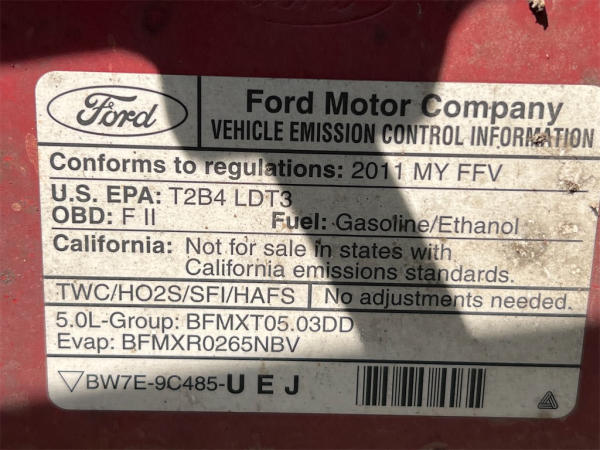 Ford
Ford Motor Company
VEHICLE EMISSION CONTROL INFORMATION
Conforms to regulations: 2011 MY FFV
U.S. EPA: T2B4 LDT3
OBD: F II Fuel: Gasoline/Ethanol
California: Not for sale in states with
California emissions standards.
TWC/HO2S/SFI/HAFS No adjustments needed.
5.0L-Group: BFMXT05.03DD
Evap: BFMXR0265NBV
BW7E-9C485-UEJ